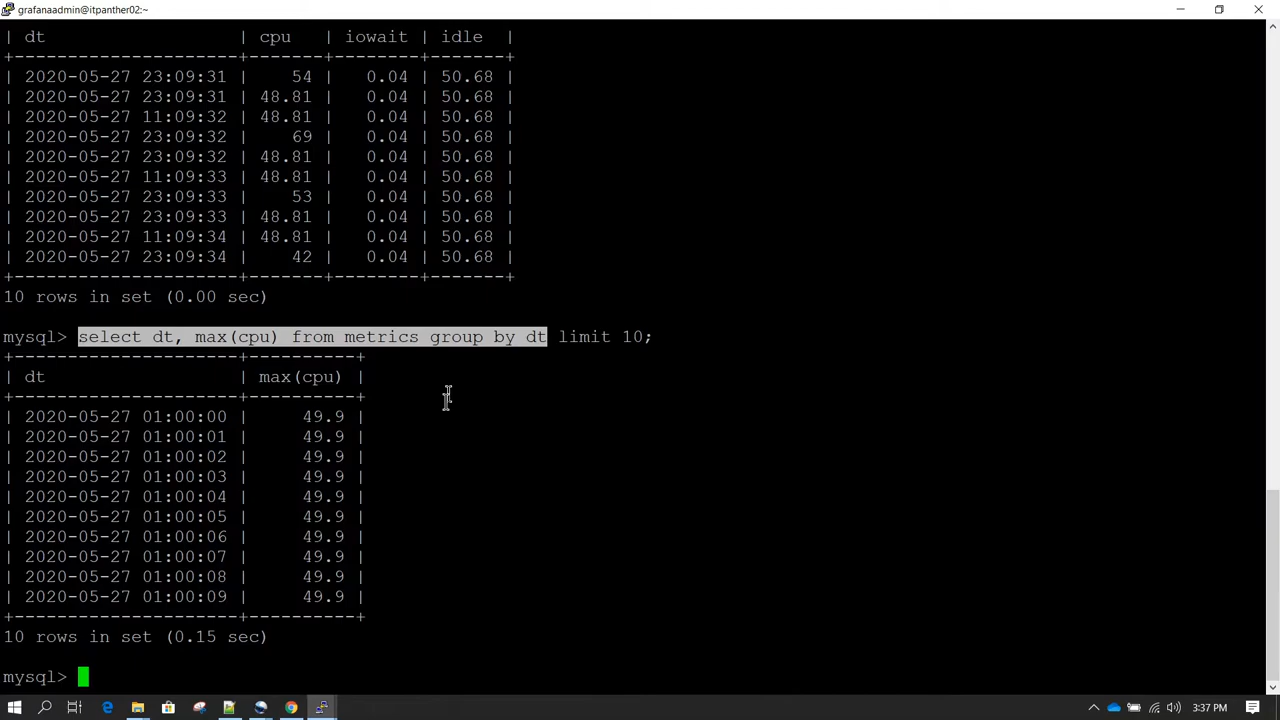 grafanaadmin@itpanther02:~
| dt                  | cpu   | iowait | idle  |
+---------------------+-------+--------+-------+
| 2020-05-27 23:09:31 |    54 |   0.04 | 50.68 |
| 2020-05-27 23:09:31 | 48.81 |   0.04 | 50.68 |
| 2020-05-27 11:09:32 | 48.81 |   0.04 | 50.68 |
| 2020-05-27 23:09:32 |    69 |   0.04 | 50.68 |
| 2020-05-27 23:09:32 | 48.81 |   0.04 | 50.68 |
| 2020-05-27 11:09:33 | 48.81 |   0.04 | 50.68 |
| 2020-05-27 23:09:33 |    53 |   0.04 | 50.68 |
| 2020-05-27 23:09:33 | 48.81 |   0.04 | 50.68 |
| 2020-05-27 11:09:34 | 48.81 |   0.04 | 50.68 |
| 2020-05-27 23:09:34 |    42 |   0.04 | 50.68 |
+---------------------+-------+--------+-------+
10 rows in set (0.00 sec)
mysql> select dt, max(cpu) from metrics group by dt limit 10;
+---------------------+----------+
| dt                  | max(cpu) |
+---------------------+----------+
| 2020-05-27 01:00:00 |     49.9 |
| 2020-05-27 01:00:01 |     49.9 |
| 2020-05-27 01:00:02 |     49.9 |
| 2020-05-27 01:00:03 |     49.9 |
| 2020-05-27 01:00:04 |     49.9 |
| 2020-05-27 01:00:05 |     49.9 |
| 2020-05-27 01:00:06 |     49.9 |
| 2020-05-27 01:00:07 |     49.9 |
| 2020-05-27 01:00:08 |     49.9 |
| 2020-05-27 01:00:09 |     49.9 |
+---------------------+----------+
10 rows in set (0.15 sec)
mysql>
3:37 PM